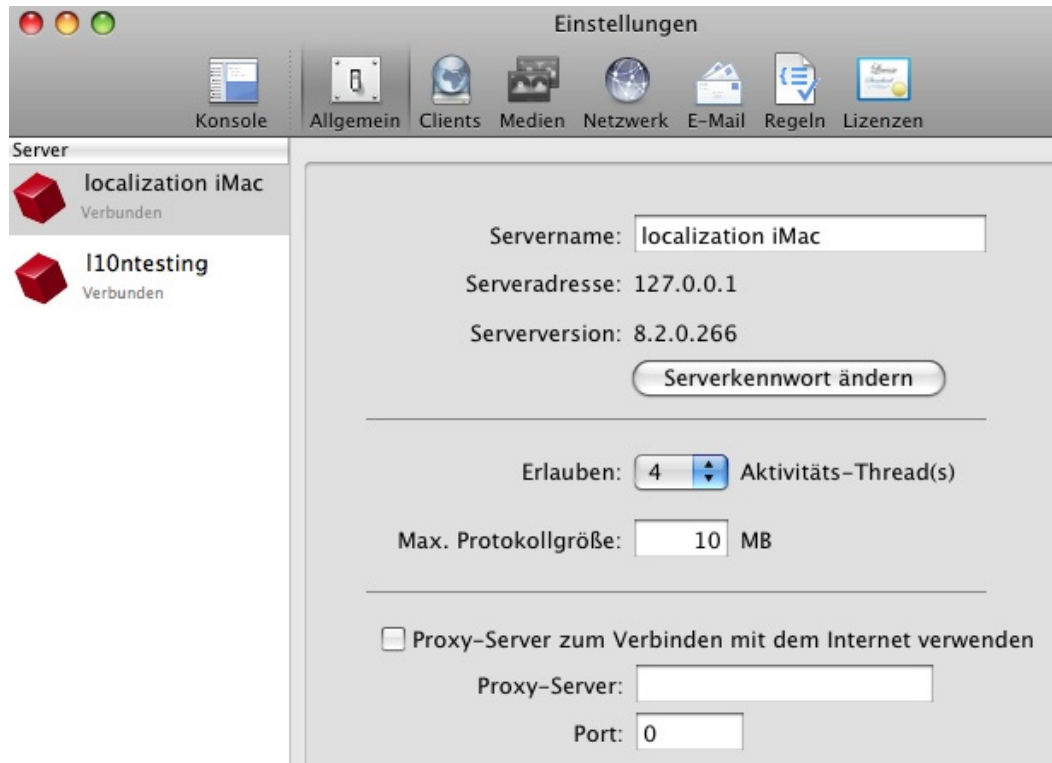 Einstellungen
Konsole Allgemein Clients Medien Netzwerk E-Mail Regeln Lizenzen
Server
localization iMac
Verbunden
l10ntesting
Verbunden
Servername: localization iMac
Serveradresse: 127.0.0.1
Serverversion: 8.2.0.266
Serverkennwort ändern
Erlauben: 4 Aktivitäts-Thread(s)
Max. Protokollgröße: 10 MB
Proxy-Server zum Verbinden mit dem Internet verwenden
Proxy-Server:
Port: 0